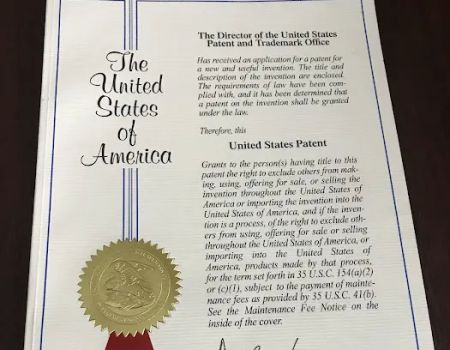 The
United
States
of
America
The Director of the United States
Patent and Trademark Office
Has received an application for a patent for
a new and useful invention. The title and
description of the invention are enclosed.
The requirements of law have been com-
plied with, and it has been determined that
a patent on the invention shall be granted
under the law.
Therefore, this
United States Patent
Grants to the person(s) having title to this
patent the right to exclude others from mak-
ing, using, offering for sale, or selling the
invention throughout the United States of
America or importing the invention into the
United States of America, and if the inven-
tion is a process, of the right to exclude oth-
ers from using, offering for sale or selling
throughout the United States of America, or
importing into the United States of
America, products made by that process,
for the term set forth in 35 U.S.C. 154(a)(2)
or (c)(1), subject to the payment of mainte-
nance fees as provided by 35 U.S.C. 41(b).
See the Maintenance Fee Notice on the
inside of the cover.